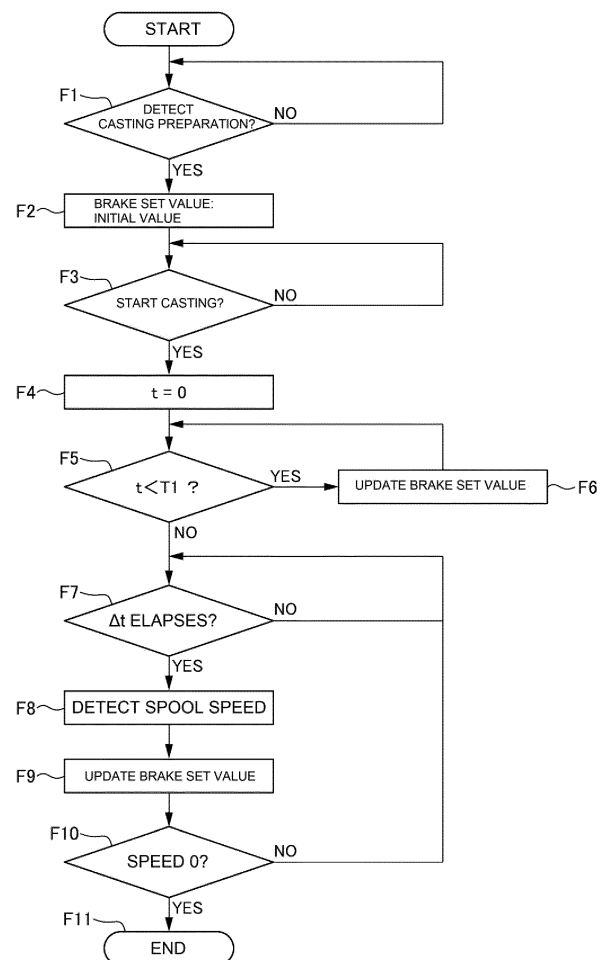 START
F1
DETECT
CASTING PREPARATION?
NO
YES
F2
BRAKE SET VALUE:
INITIAL VALUE
F3
START CASTING?
NO
YES
F4
t = 0
F5
t<T1 ?
YES
UPDATE BRAKE SET VALUE
F6
NO
F7
Δt ELAPSES?
NO
YES
F8
DETECT SPOOL SPEED
F9
UPDATE BRAKE SET VALUE
F10
SPEED 0?
NO
YES
F11
END